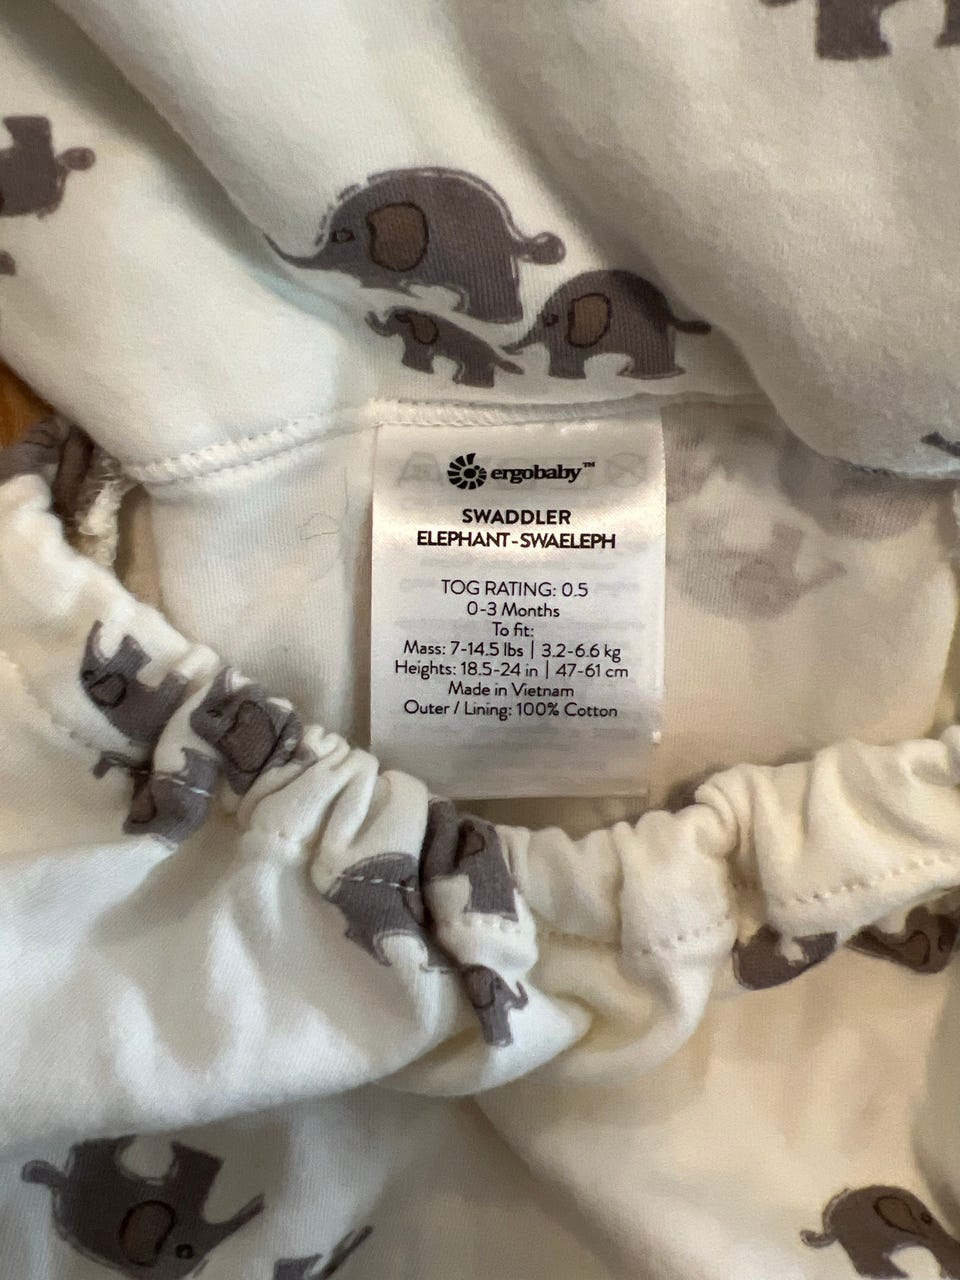 ergobaby™
SWADDLER
ELEPHANT-SWAELEPH
TOG RATING: 0.5
0-3 Months
To fit:
Mass: 7-14.5 lbs | 3.2-6.6 kg
Heights: 18.5-24 in | 47-61 cm
Made in Vietnam
Outer / Lining: 100% Cotton